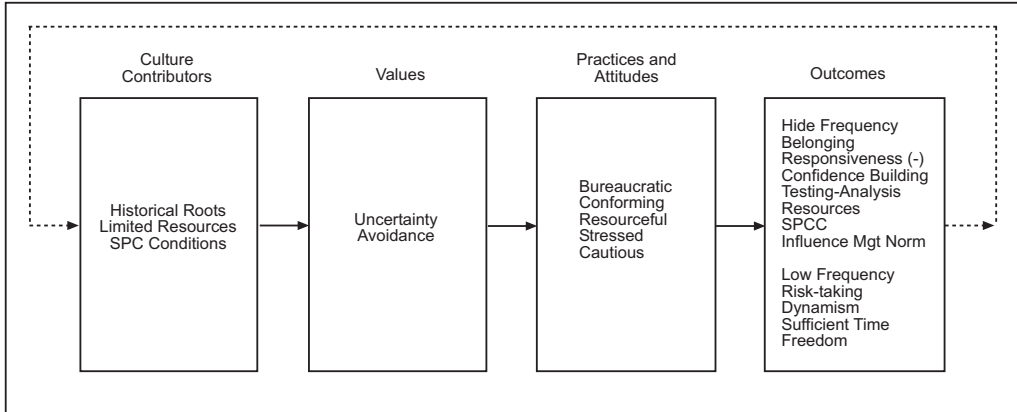 Culture
Contributors
Values
Practices and
Attitudes
Outcomes
Historical Roots
Limited Resources
SPC Conditions
Uncertainty
Avoidance
Bureaucratic
Conforming
Resourceful
Stressed
Cautious
Hide Frequency
Belonging
Responsiveness (-)
Confidence Building
Testing-Analysis
Resources
SPCC
Influence Mgt Norm
Low Frequency
Risk-taking
Dynamism
Sufficient Time
Freedom